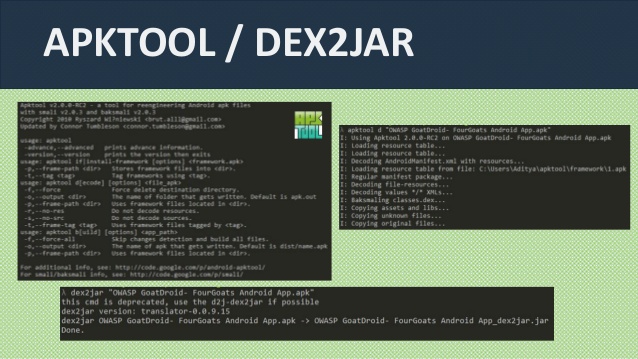 APKTOOL / DEX2JAR
Apktool v2.0.0-RC2 - a tool for reengineering Android apk files
with smali v2.0.3 and baksmali v2.0.3
Copyright 2010 Ryszard Wi?niewski <brut.alll@gmail.com>
Updated by Connor Tumbleson <connor.tumbleson@gmail.com>
usage: apktool
-advance,--advanced prints advance information.
-version,--version prints the version then exits
usage: apktool if|install-framework [options] <framework.apk>
-p,--frame-path <dir> Stores framework files into <dir>.
-t,--tag <tag> Tag frameworks using <tag>.
usage: apktool d[ecode] [options] <file_apk>
-f,--force Force delete destination directory.
-o,--output <dir> The name of folder that gets written. Default is apk.out
-p,--frame-path <dir> Uses framework files located in <dir>.
-r,--no-res Do not decode resources.
-s,--no-src Do not decode sources.
-t,--frame-tag <tag> Uses framework files tagged by <tag>.
usage: apktool b[uild] [options] <app_path>
-f,--force-all Skip changes detection and build all files.
-o,--output <dir> The name of apk that gets written. Default is dist/name.apk
-p,--frame-path <dir> Uses framework files located in <dir>.
For additional info, see: http://code.google.com/p/android-apktool/
For smali/baksmali info, see: http://code.google.com/p/smali/
APK
TOOL
λ apktool d "OWASP GoatDroid- FourGoats Android App.apk"
I: Using Apktool 2.0.0-RC2 on OWASP GoatDroid- FourGoats Android App.apk
I: Loading resource table...
I: Loading resource table...
I: Decoding AndroidManifest.xml with resources...
I: Loading resource table from file: C:\Users\Aditya\apktool\framework\1.apk
I: Regular manifest package...
I: Decoding file-resources...
I: Decoding values */* XMLs...
I: Baksmaling classes.dex...
I: Copying assets and libs...
I: Copying unknown files...
I: Copying original files...
λ dex2jar "OWASP GoatDroid- FourGoats Android App.apk"
this cmd is deprecated, use the d2j-dex2jar if possible
dex2jar version: translator-0.0.9.15
dex2jar OWASP GoatDroid- FourGoats Android App.apk -> OWASP GoatDroid- FourGoats Android App_dex2jar.jar
Done.